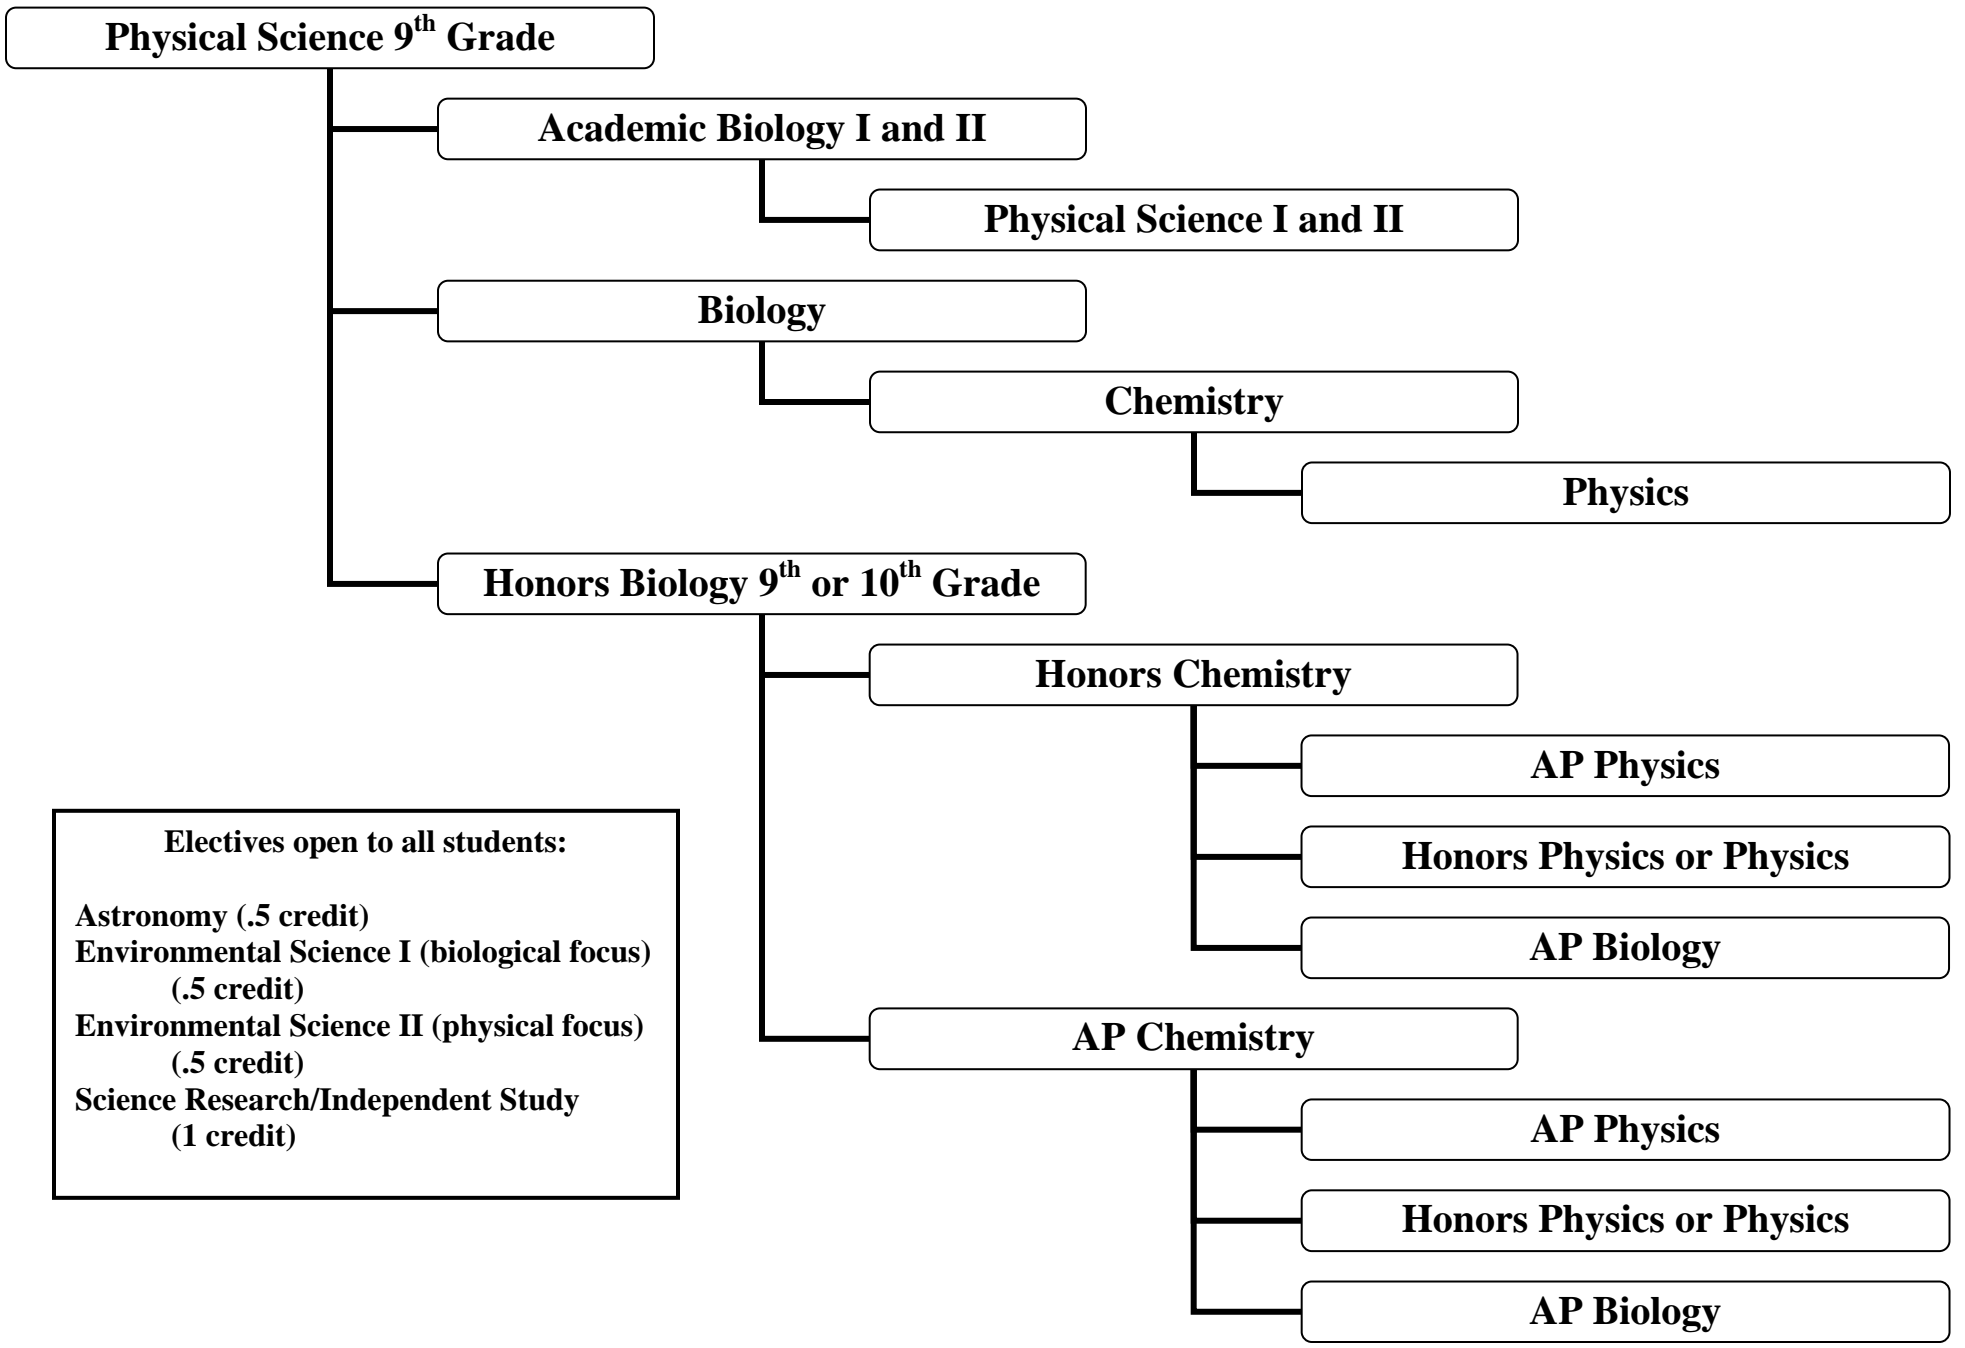 Physical Science 9th Grade
Academic Biology I and II
Physical Science I and II
Biology
Chemistry
Physics
Honors Biology 9th or 10th Grade
Honors Chemistry
AP Physics
Honors Physics or Physics
AP Biology
AP Chemistry
AP Physics
Honors Physics or Physics
AP Biology
Electives open to all students:
Astronomy (.5 credit)
Environmental Science I (biological focus)
(.5 credit)
Environmental Science II (physical focus)
(.5 credit)
Science Research/Independent Study
(1 credit)